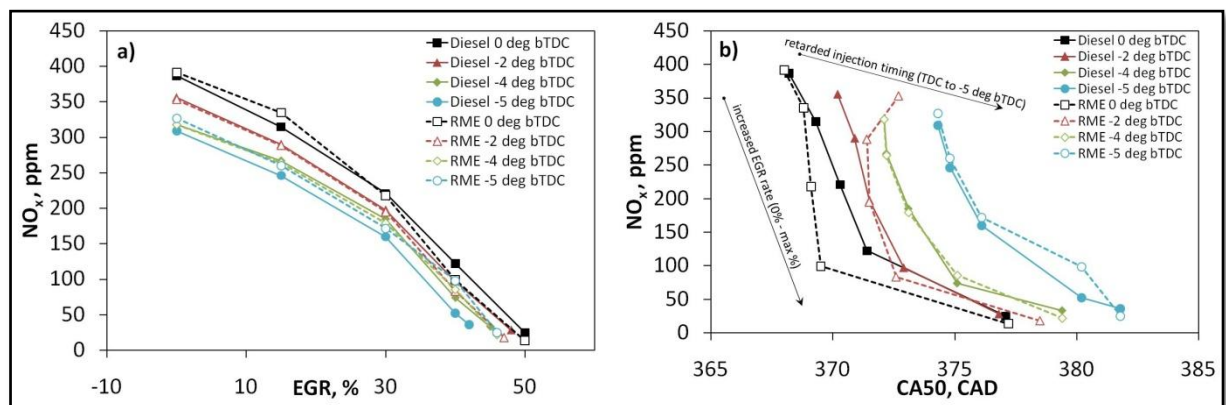 a)
NOx, ppm
450
400
350
300
250
200
150
100
50
0
-10
10
30
50
EGR, %
Diesel 0 deg bTDC
Diesel -2 deg bTDC
Diesel -4 deg bTDC
Diesel -5 deg bTDC
RME 0 deg bTDC
RME -2 deg bTDC
RME -4 deg bTDC
RME -5 deg bTDC
b)
NOx, ppm
450
400
350
300
250
200
150
100
50
0
365
370
375
380
385
CA50, CAD
retarded injection timing (TDC to -5 deg bTDC)
increased EGR rate (0% - max %)
Diesel 0 deg bTDC
Diesel -2 deg bTDC
Diesel -4 deg bTDC
Diesel -5 deg bTDC
RME 0 deg bTDC
RME -2 deg bTDC
RME -4 deg bTDC
RME -5 deg bTDC